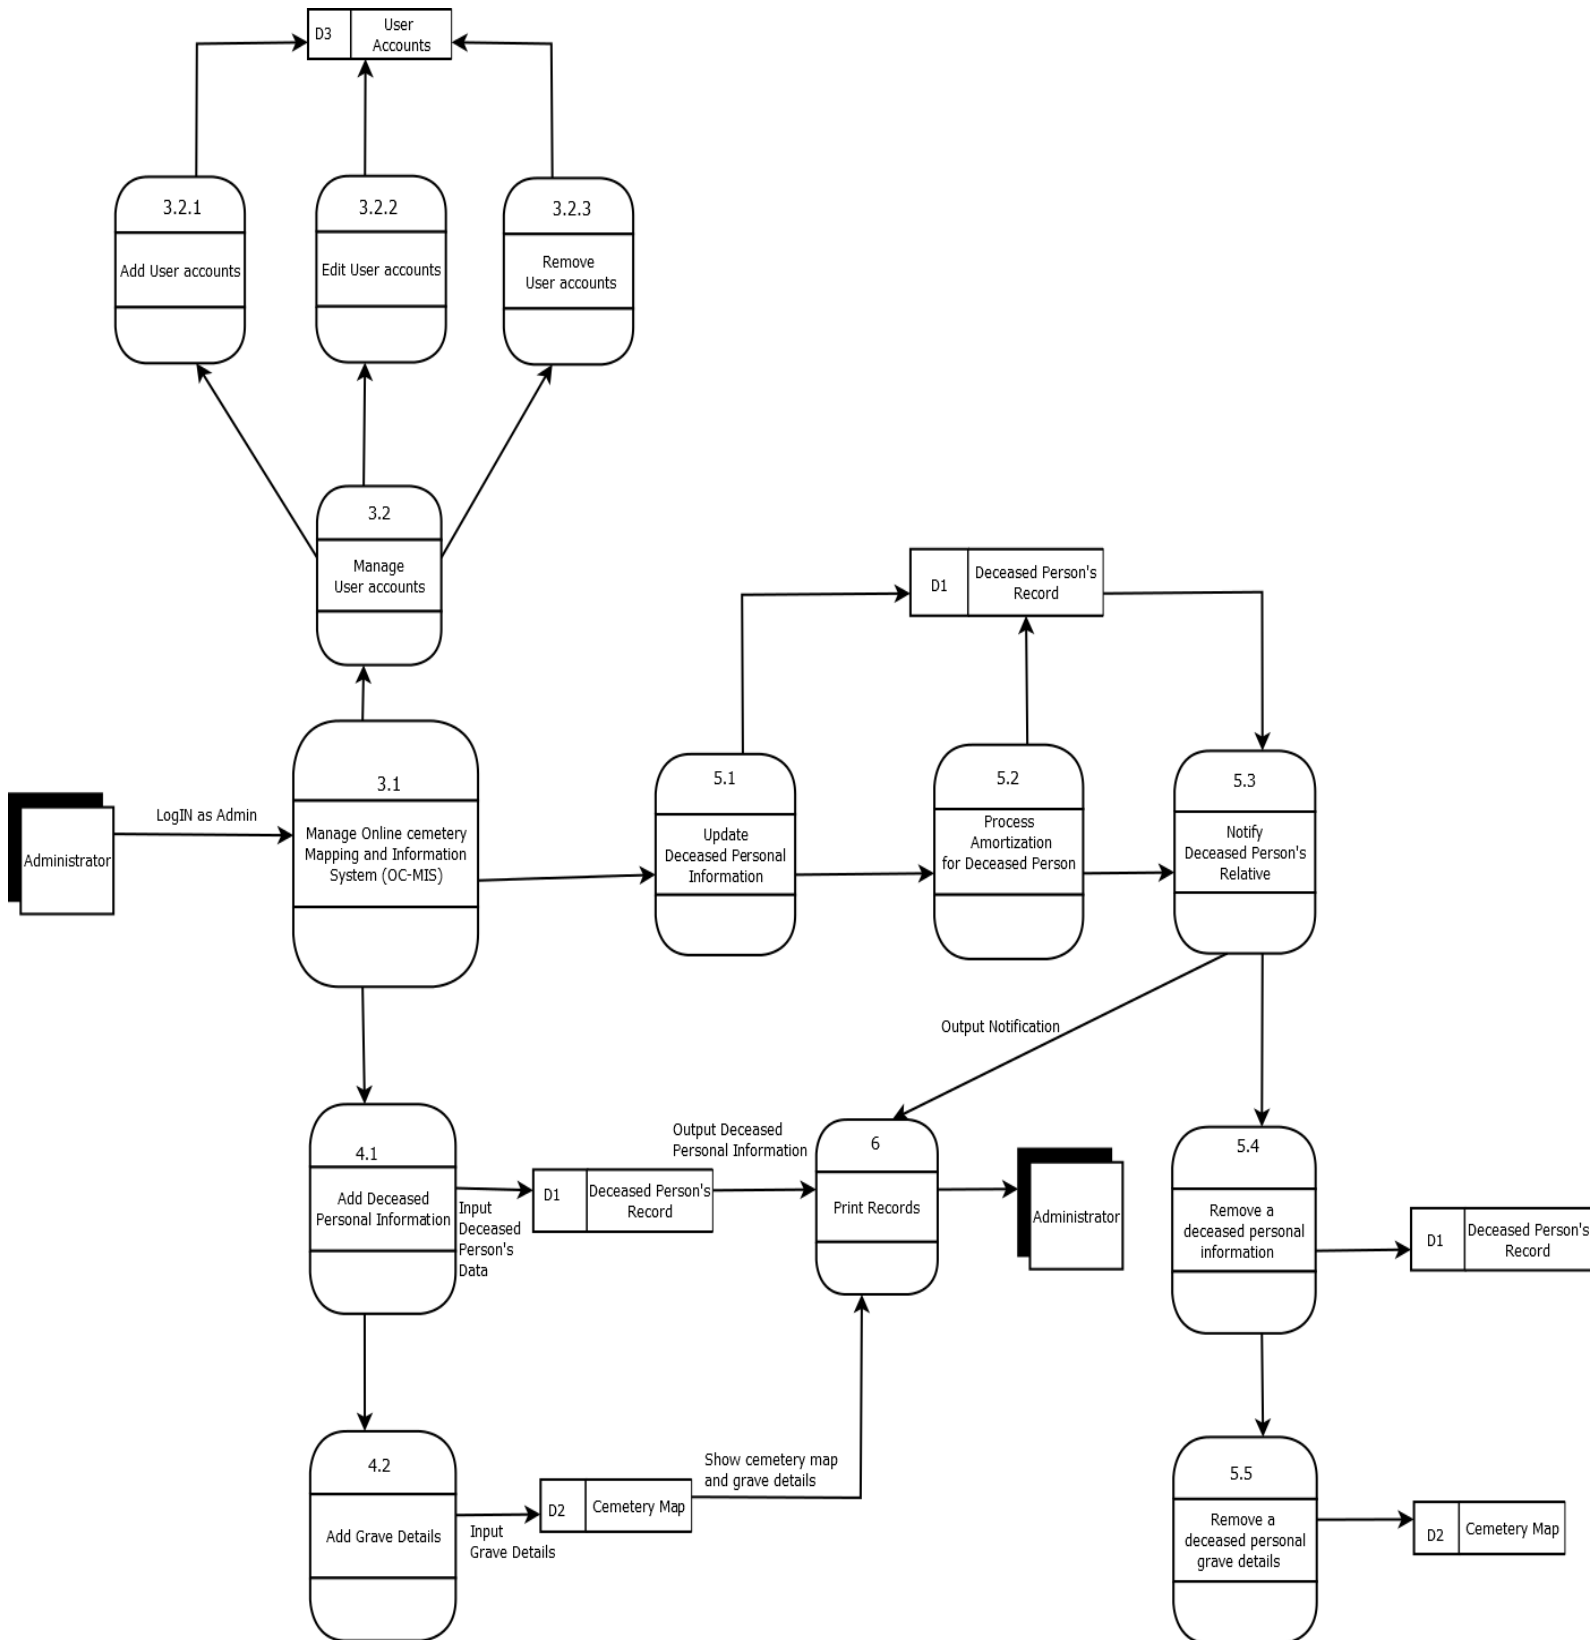 D3
User
Accounts
3.2.1
Add User accounts
3.2.2
Edit User accounts
3.2.3
Remove
User accounts
3.2
Manage
User accounts
D1
Deceased Person's
Record
Administrator
LogIN as Admin
3.1
Manage Online cemetery
Mapping and Information
System (OC-MIS)
5.1
Update
Deceased Personal
Information
5.2
Process
Amortization
for Deceased Person
5.3
Notify
Deceased Person's
Relative
Output Notification
4.1
Add Deceased
Personal Information
Input
Deceased
Person's
Data
D1
Deceased Person's
Record
Output Deceased
Personal Information
6
Print Records
Administrator
5.4
Remove a
deceased personal
information
D1
Deceased Person's
Record
4.2
Add Grave Details
Input
Grave Details
D2
Cemetery Map
Show cemetery map
and grave details
5.5
Remove a
deceased personal
grave details
D2
Cemetery Map